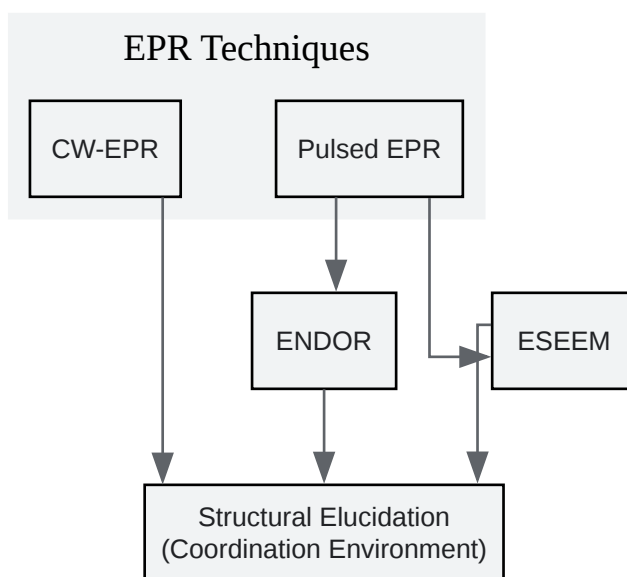 EPR Techniques
CW-EPR
Pulsed EPR
ENDOR
ESEEM
Structural Elucidation
(Coordination Environment)